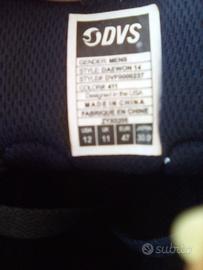 DVS
GENDER: MENS
STYLE: DAEWON 14
STYLE#: DVF0000237
COLOR#: 411
Designed in the USA
MADE IN CHINA
FABRIQUE EN CHINE
USA UK EUR
12 11 47
subito